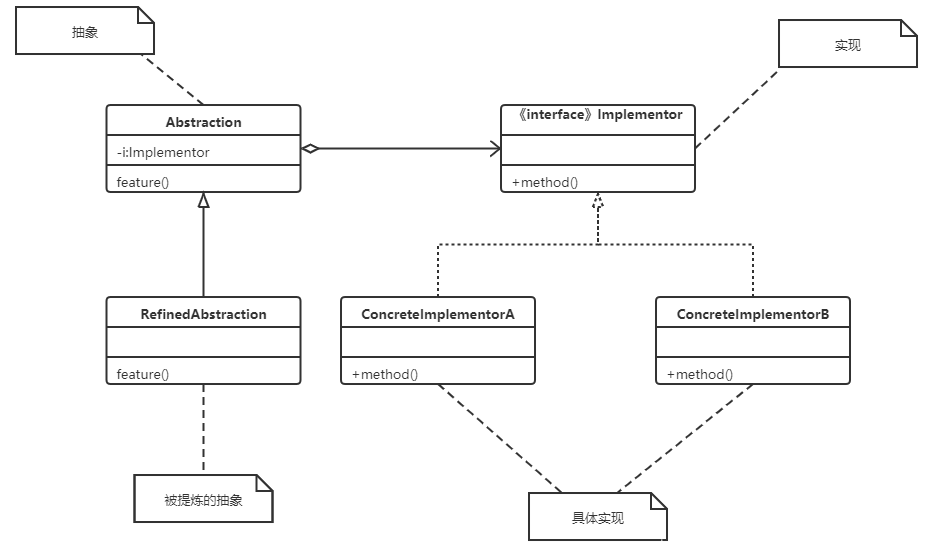 抽象
实现
Abstraction
-i:Implementor
feature()
《interface》Implementor
+method()
RefinedAbstraction
feature()
ConcreteImplementorA
+method()
ConcreteImplementorB
+method()
被提炼的抽象
具体实现